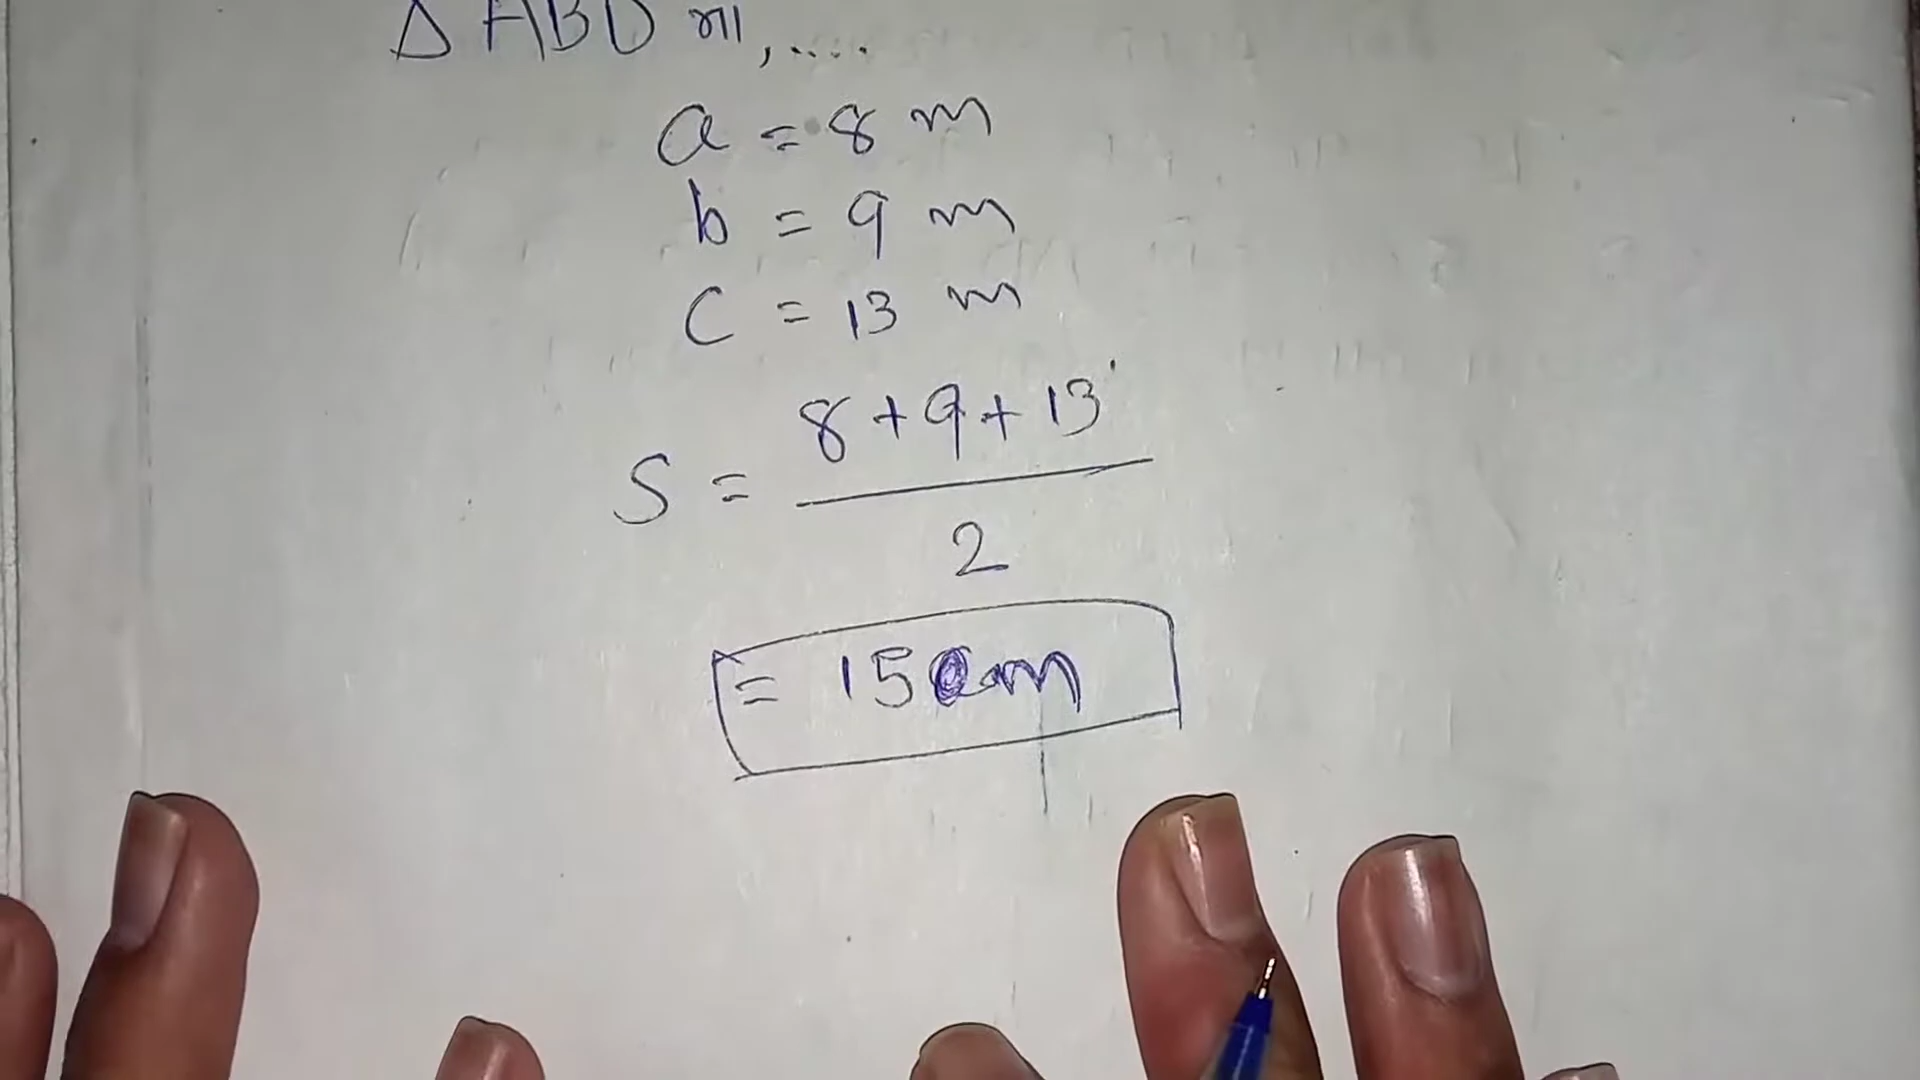 Δ ABD ના, .....
a = 8 m
b = 9 m
c = 13 m
S = 8 + 9 + 13
2
= 15 m